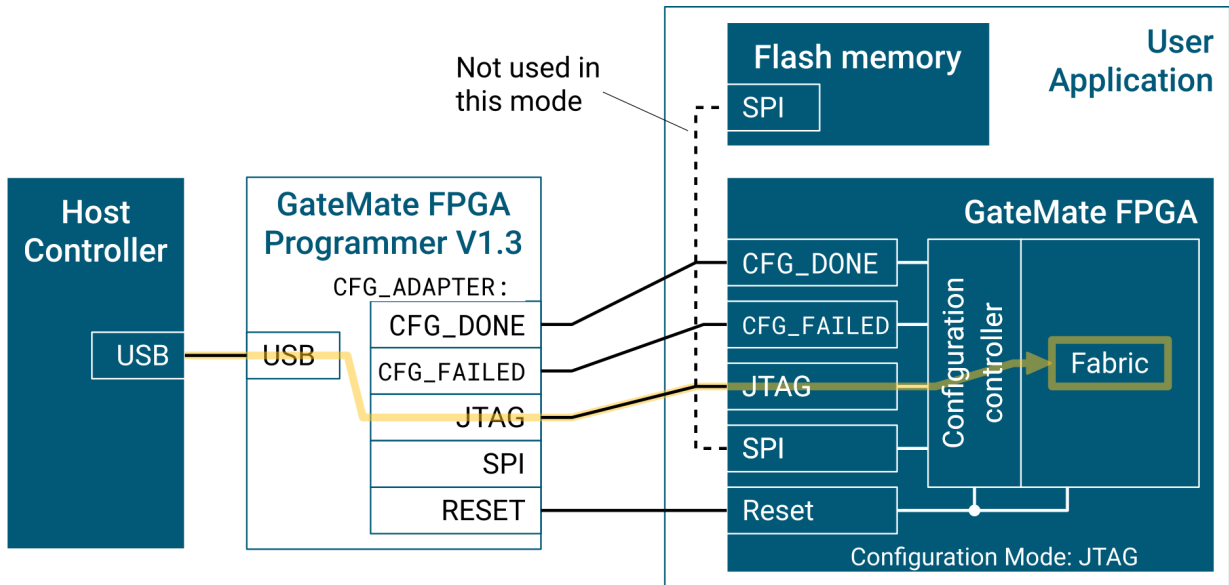 User
Application
Flash memory
SPI
Not used in
this mode
Host
Controller
USB
GateMate FPGA
Programmer V1.3
CFG_ADAPTER:
USB
CFG_DONE
CFG_FAILED
JTAG
SPI
RESET
GateMate FPGA
CFG_DONE
CFG_FAILED
JTAG
SPI
Reset
Configuration
controller
Fabric
Configuration Mode: JTAG